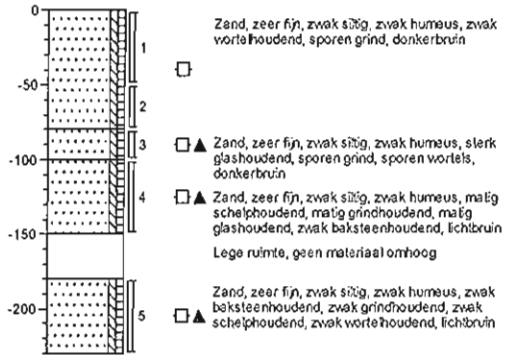 0
Zand, zeer fijn, zwak siltig, zwak humeus, zwak
wortelhoudend, sporen grind, donkerbruin
1
-50
2
3
Zand, zeer fijn, zwak siltig, zwak humeus, sterk
glashoudend, sporen grind, sporen wortels,
donkerbruin
-100
4
Zand, zeer fijn, zwak siltig, zwak humeus, matig
schelphoudend, matig grindhoudend, matig
glashoudend, zwak baksteenhoudend, lichtbruin
-150
Lege ruimte, geen materiaal omhoog
Zand, zeer fijn, zwak siltig, zwak humeus, zwak
baksteenhoudend, zwak grindhoudend, zwak
schelphoudend, zwak wortelhoudend, lichtbruin
-200
5